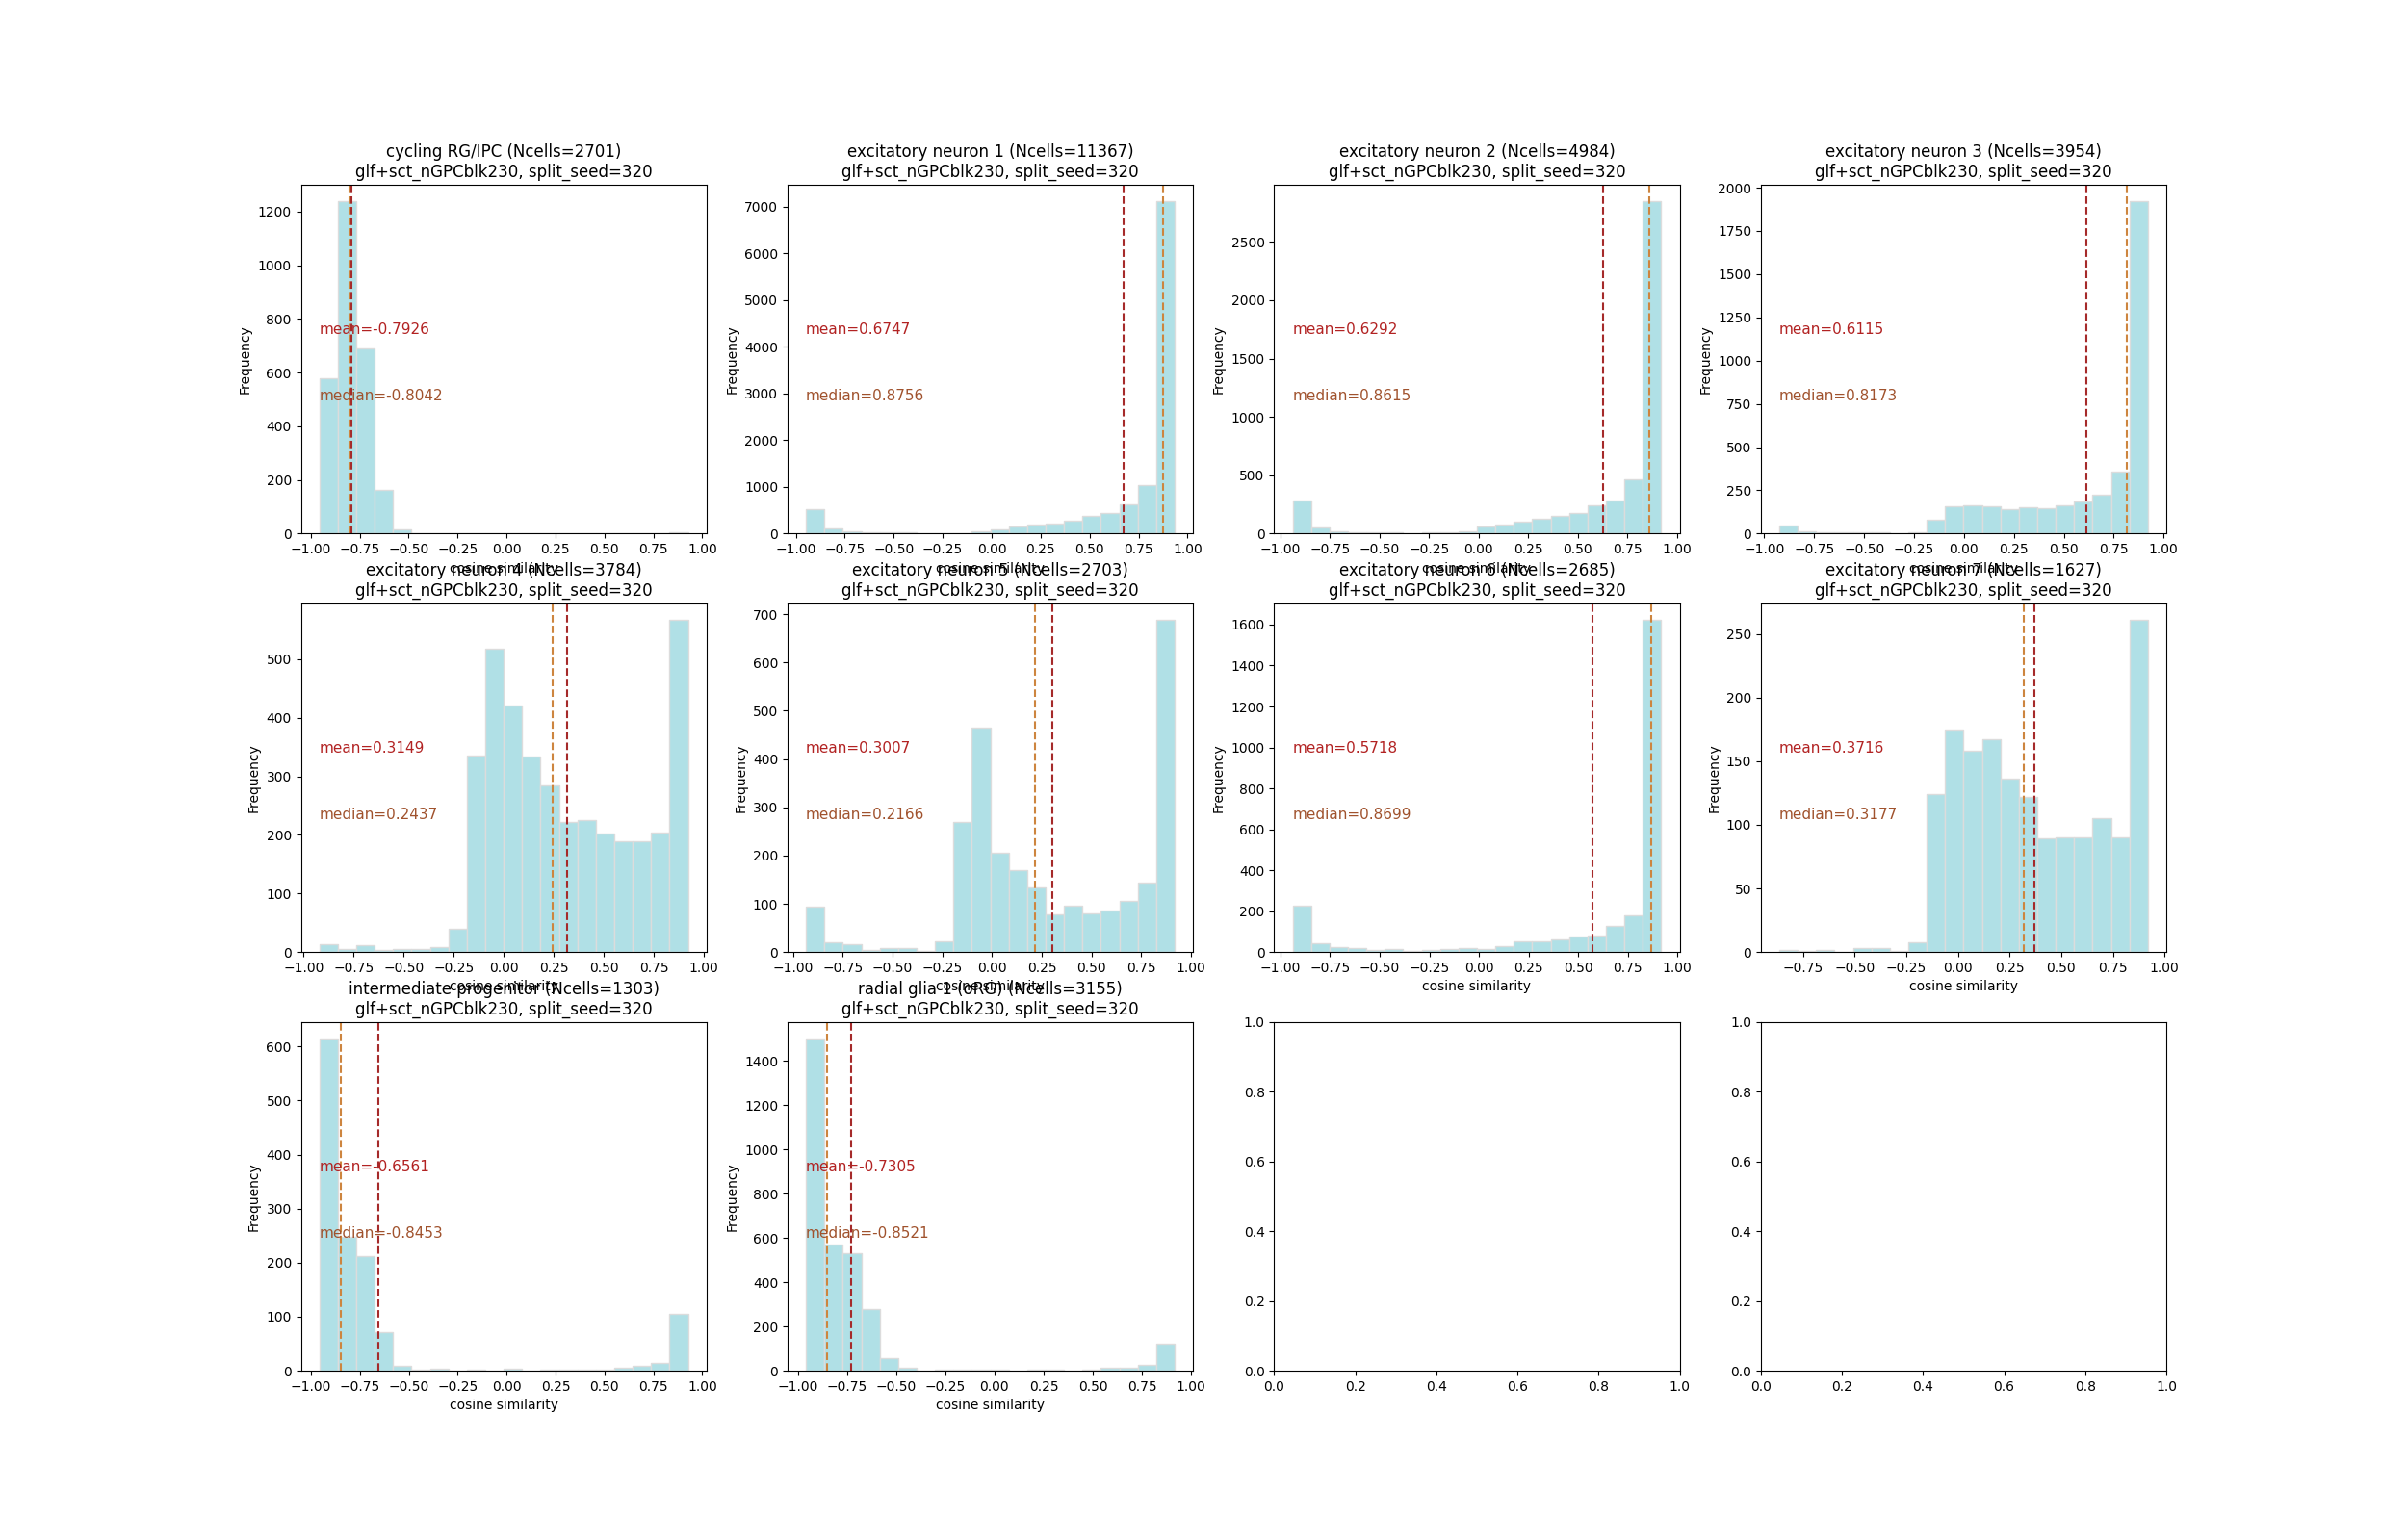 cycling RG/IPC (Ncells=2701)
glf+sct_nGPCblk230, split_seed=320
1200
1000
800
600
400
200
0
Frequency
mean=-0.7926
median=-0.8042
−1.00 −0.75 −0.50 −0.25 0.00 0.25 0.50 0.75 1.00
cosine similarity
excitatory neuron 1 (Ncells=11367)
glf+sct_nGPCblk230, split_seed=320
7000
6000
5000
4000
3000
2000
1000
0
Frequency
mean=0.6747
median=0.8756
−1.00 −0.75 −0.50 −0.25 0.00 0.25 0.50 0.75 1.00
cosine similarity
excitatory neuron 2 (Ncells=4984)
glf+sct_nGPCblk230, split_seed=320
2500
2000
1500
1000
500
0
Frequency
mean=0.6292
median=0.8615
−1.00 −0.75 −0.50 −0.25 0.00 0.25 0.50 0.75 1.00
cosine similarity
excitatory neuron 3 (Ncells=3954)
glf+sct_nGPCblk230, split_seed=320
2000
1750
1500
1250
1000
750
500
250
0
Frequency
mean=0.6115
median=0.8173
−1.00 −0.75 −0.50 −0.25 0.00 0.25 0.50 0.75 1.00
cosine similarity
excitatory neuron 4 (Ncells=3784)
glf+sct_nGPCblk230, split_seed=320
500
400
300
200
100
0
Frequency
mean=0.3149
median=0.2437
−1.00 −0.75 −0.50 −0.25 0.00 0.25 0.50 0.75 1.00
cosine similarity
excitatory neuron 5 (Ncells=2703)
glf+sct_nGPCblk230, split_seed=320
700
600
500
400
300
200
100
0
Frequency
mean=0.3007
median=0.2166
−1.00 −0.75 −0.50 −0.25 0.00 0.25 0.50 0.75 1.00
cosine similarity
excitatory neuron 6 (Ncells=2685)
glf+sct_nGPCblk230, split_seed=320
1600
1400
1200
1000
800
600
400
200
0
Frequency
mean=0.5718
median=0.8699
−1.00 −0.75 −0.50 −0.25 0.00 0.25 0.50 0.75 1.00
cosine similarity
excitatory neuron 7 (Ncells=1627)
glf+sct_nGPCblk230, split_seed=320
250
200
150
100
50
0
Frequency
mean=0.3716
median=0.3177
−0.75 −0.50 −0.25 0.00 0.25 0.50 0.75 1.00
cosine similarity
intermediate progenitor (Ncells=1303)
glf+sct_nGPCblk230, split_seed=320
600
500
400
300
200
100
0
Frequency
mean=-0.6561
median=-0.8453
−1.00 −0.75 −0.50 −0.25 0.00 0.25 0.50 0.75 1.00
cosine similarity
radial glia 1 (oRG) (Ncells=3155)
glf+sct_nGPCblk230, split_seed=320
1400
1200
1000
800
600
400
200
0
Frequency
mean=-0.7305
median=-0.8521
−1.00 −0.75 −0.50 −0.25 0.00 0.25 0.50 0.75 1.00
cosine similarity
1.0
0.8
0.6
0.4
0.2
0.0
0.0 0.2 0.4 0.6 0.8 1.0
1.0
0.8
0.6
0.4
0.2
0.0
0.0 0.2 0.4 0.6 0.8 1.0